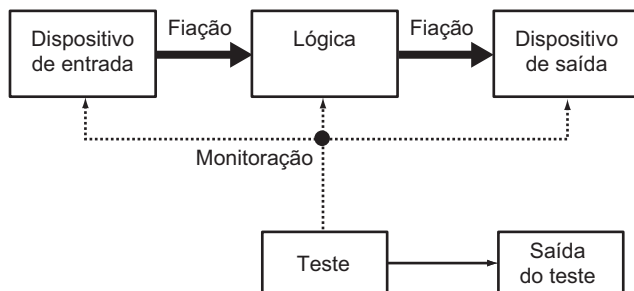 Dispositivo
de entrada
Fiação
Lógica
Fiação
Dispositivo
de saída
Monitoração
Teste
Saída
do teste